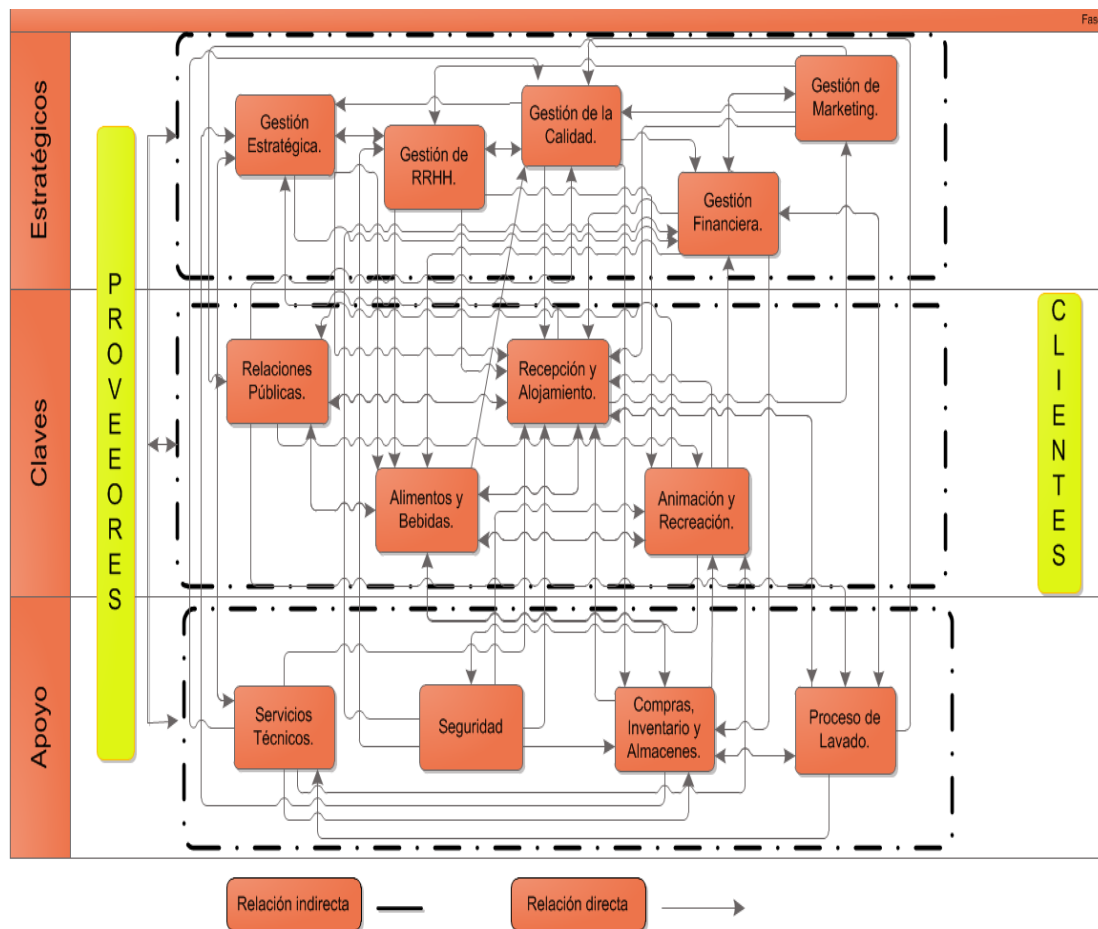 Fas
Estratégicos
Gestión
Estratégica.
Gestión de
RRHH.
Gestión de la
Calidad.
Gestión de
Marketing.
Gestión
Financiera.
PROVEEORES
CLIENTES
Claves
Relaciones
Públicas.
Recepción y
Alojamiento.
Alimentos y
Bebidas.
Animación y
Recreación.
Apoyo
Servicios
Técnicos.
Seguridad
Compras,
Inventario y
Almacenes.
Proceso de
Lavado.
Relación indirecta
Relación directa